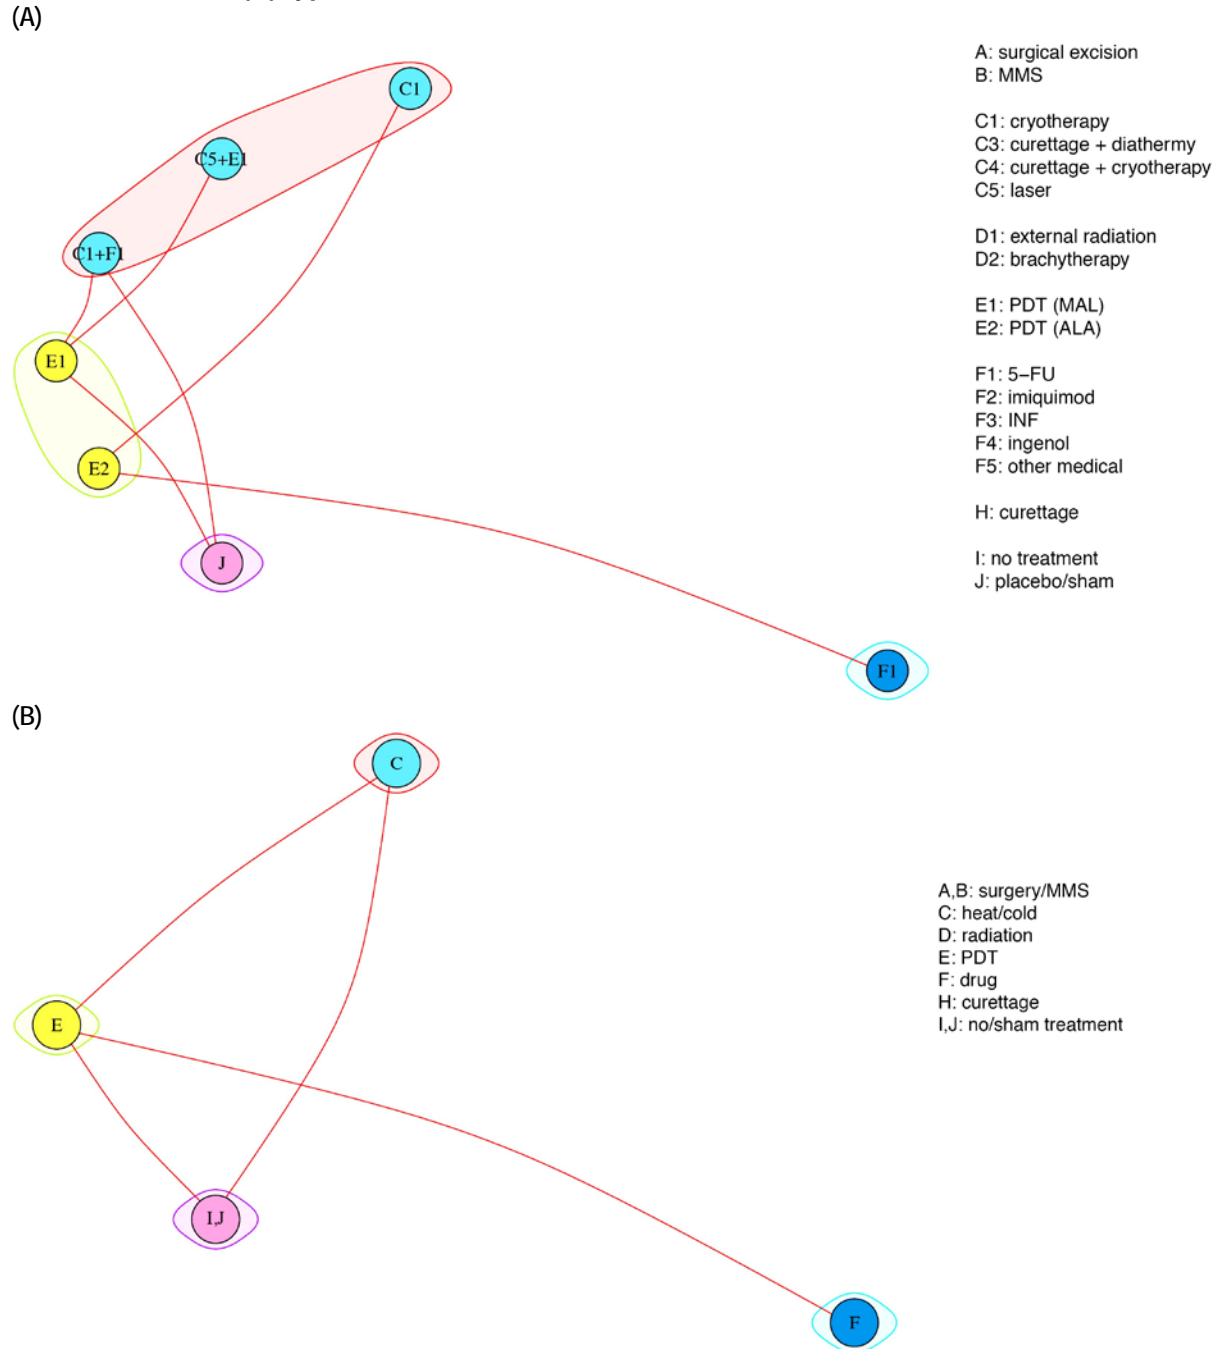 (A)
C1
C5+E1
C1+F1
E1
E2
J
F1
A: surgical excision
B: MMS
C1: cryotherapy
C3: curettage + diathermy
C4: curettage + cryotherapy
C5: laser
D1: external radiation
D2: brachytherapy
E1: PDT (MAL)
E2: PDT (ALA)
F1: 5−FU
F2: imiquimod
F3: INF
F4: ingenol
F5: other medical
H: curettage
I: no treatment
J: placebo/sham
(B)
C
E
I,J
F
A,B: surgery/MMS
C: heat/cold
D: radiation
E: PDT
F: drug
H: curettage
I,J: no/sham treatment